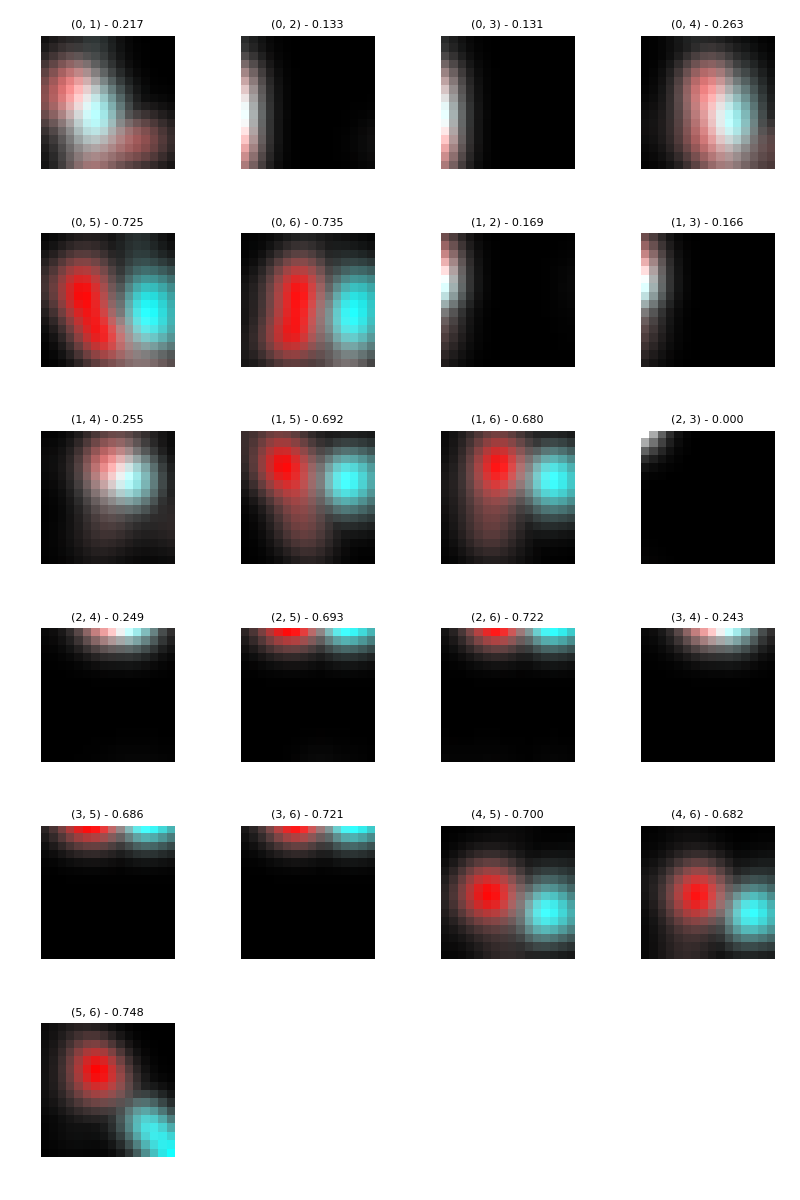 (0, 1) - 0.217
(0, 2) - 0.133
(0, 3) - 0.131
(0, 4) - 0.263
(0, 5) - 0.725
(0, 6) - 0.735
(1, 2) - 0.169
(1, 3) - 0.166
(1, 4) - 0.255
(1, 5) - 0.692
(1, 6) - 0.680
(2, 3) - 0.000
(2, 4) - 0.249
(2, 5) - 0.693
(2, 6) - 0.722
(3, 4) - 0.243
(3, 5) - 0.686
(3, 6) - 0.721
(4, 5) - 0.700
(4, 6) - 0.682
(5, 6) - 0.748